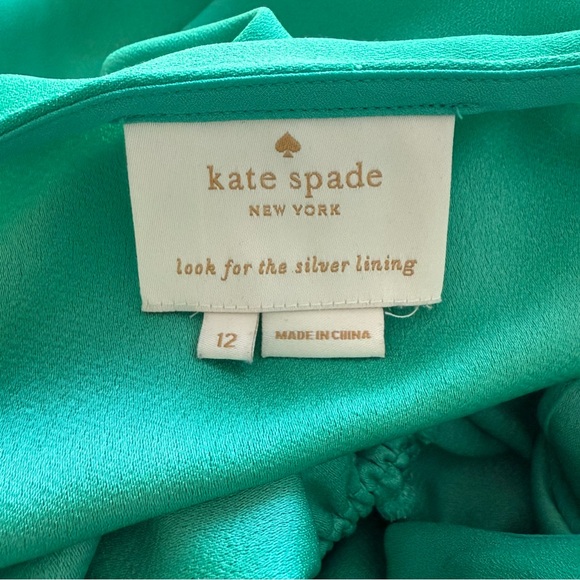 kate spade
NEW YORK
look for the silver lining
12
MADE IN CHINA